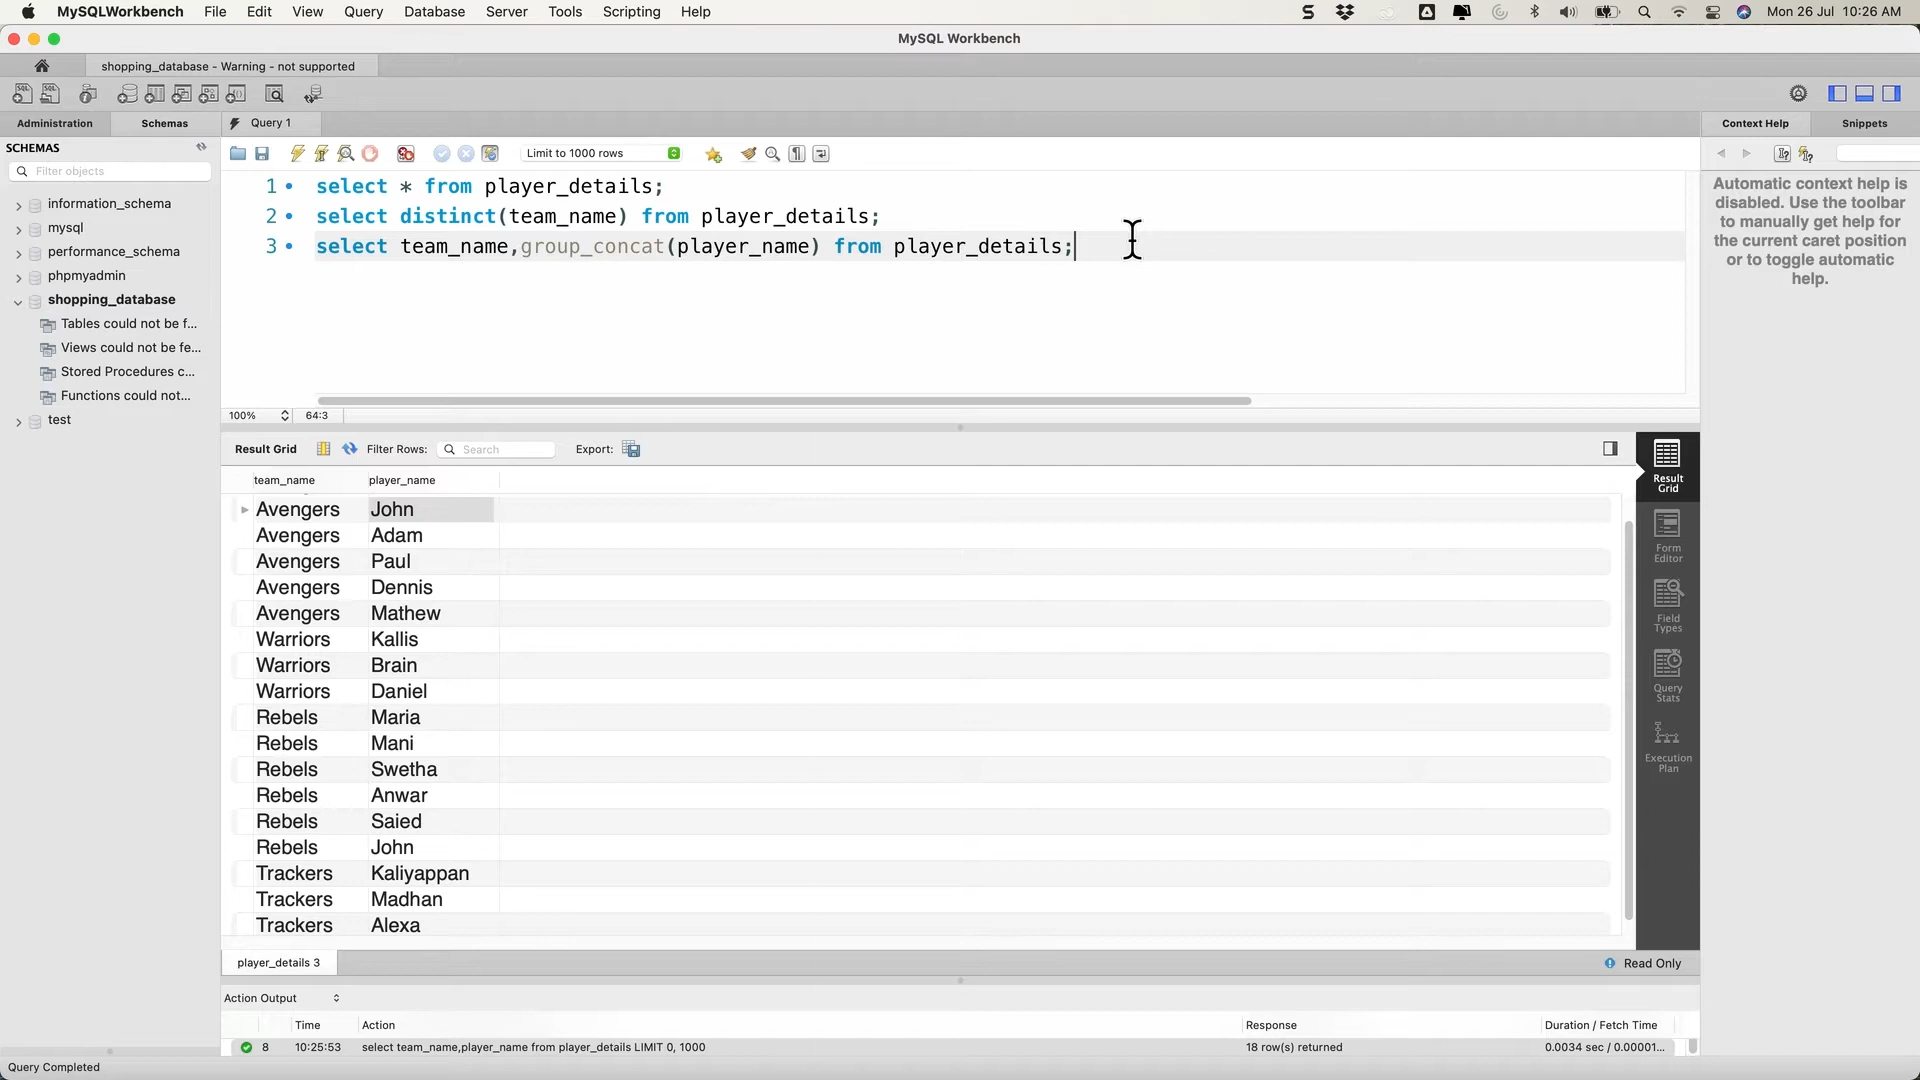 MySQLWorkbench File Edit View Query Database Server Tools Scripting Help
Mon 26 Jul 10:26 AM
MySQL Workbench
shopping_database - Warning - not supported
Administration Schemas
Query 1
Context Help Snippets
SCHEMAS
Filter objects
information_schema
mysql
performance_schema
phpmyadmin
shopping_database
Tables could not be f...
Views could not be fe...
Stored Procedures c...
Functions could not...
test
Limit to 1000 rows
1 select * from player_details;
2 select distinct(team_name) from player_details;
3 select team_name,group_concat(player_name) from player_details;
100% 64:3
Automatic context help is
disabled. Use the toolbar
to manually get help for
the current caret position
or to toggle automatic
help.
Result Grid Filter Rows: Search Export:
team_name player_name
Avengers John
Avengers Adam
Avengers Paul
Avengers Dennis
Avengers Mathew
Warriors Kallis
Warriors Brain
Warriors Daniel
Rebels Maria
Rebels Mani
Rebels Swetha
Rebels Anwar
Rebels Saied
Rebels John
Trackers Kaliyappan
Trackers Madhan
Trackers Alexa
Result
Grid
Form
Editor
Field
Types
Query
Stats
Execution
Plan
player_details 3
Read Only
Action Output
Time Action Response Duration / Fetch Time
8 10:25:53 select team_name,player_name from player_details LIMIT 0, 1000 18 row(s) returned 0.0034 sec / 0.00001...
Query Completed